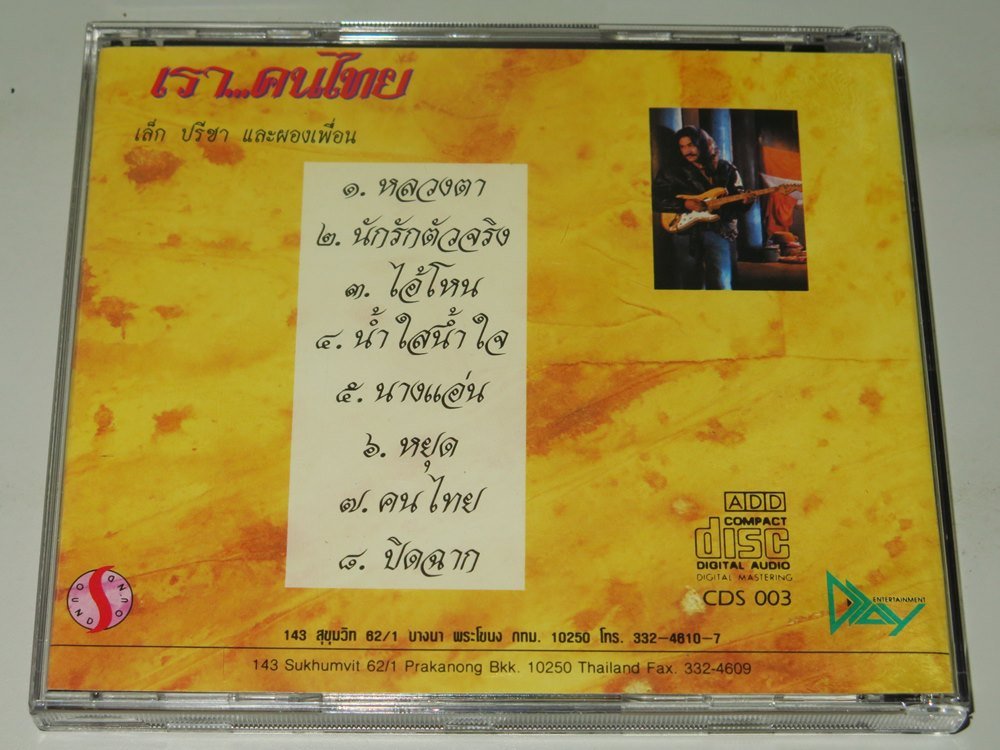 เรา...คนไทย
เล็ก ปรีชา และผองเพื่อน
๑. หลวงตา
๒. นักรักตัวจริง
๓. ไอ้โหน
๔. น้ำใสน้ำใจ
๕. นางแอ่น
๖. หยุด
๗. คนไทย
๘. ปิดฉาก
ADD
COMPACT
disc
DIGITAL AUDIO
DIGITAL MASTERING
CDS 003
SOUND
Day ENTERTAINMENT
143 สุขุมวิท 62/1 บางนา พระโขนง กทม. 10250 โทร. 332-4610-7
143 Sukhumvit 62/1 Prakanong Bkk. 10250 Thailand Fax. 332-4609